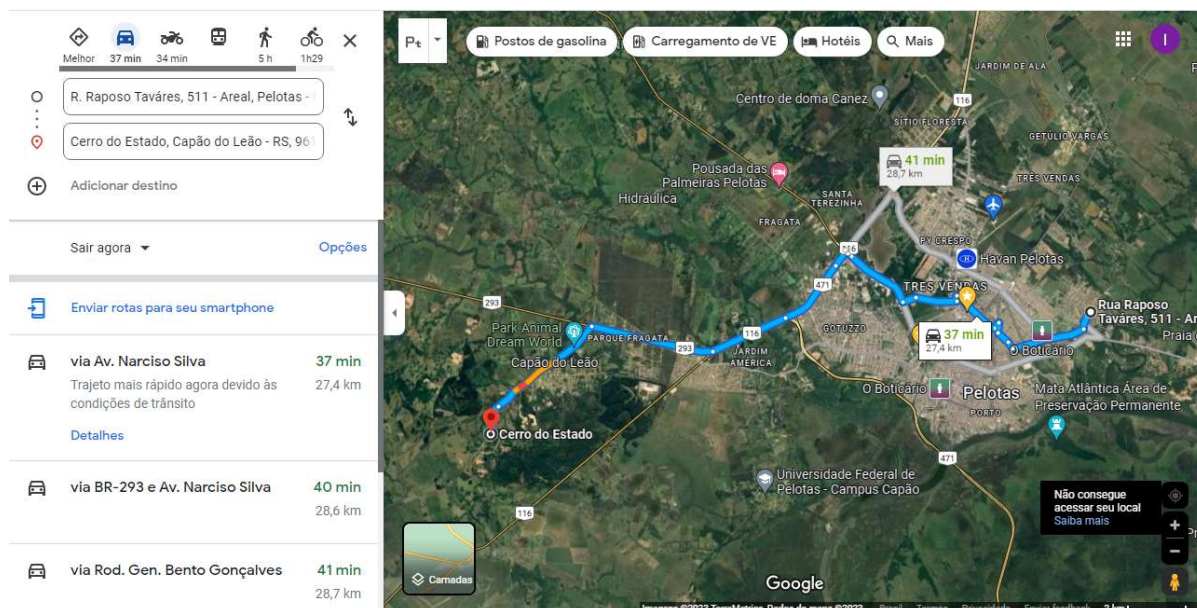 Melhor
37 min
34 min
5 h
1h29
R. Raposo Taváres, 511 - Areal, Pelotas -
Cerro do Estado, Capão do Leão - RS, 961
Adicionar destino
Sair agora
Opções
Enviar rotas para seu smartphone
via Av. Narciso Silva
37 min
Trajeto mais rápido agora devido às
27,4 km
condições de trânsito
Detalhes
via BR-293 e Av. Narciso Silva
40 min
28,6 km
via Rod. Gen. Bento Gonçalves
41 min
28,7 km
Pt
Postos de gasolina
Carregamento de VE
Hotéis
Mais
I
JARDIM DE ALA
Centro de doma Canez
116
SÍTIO FLORESTA
GETÚLIO VARGAS
41 min
28,7 km
Pousada das
Palmeiras Pelotas
TRÊS VENDAS
Hidráulica
SANTA
TEREZINHA
FRAGATA
PY CRESPO
116
Havan Pelotas
471
TRES VENDAS
293
Rua Raposo
Taváres, 511 - Ar
Park Animal
Dream World
PARQUE FRAGATA
116
GOTUZZO
37 min
27,4 km
Praia
Capão do Leão
293
JARDIM
AMERICA
O Boticário
O Boticário
Pelotas
Mata Atlântica Área de
Preservação Permanente
PORTO
Cerro do Estado
471
Universidade Federal de
Pelotas - Campus Capão
Não consegue
acessar seu local
Saiba mais
116
Camadas
Google